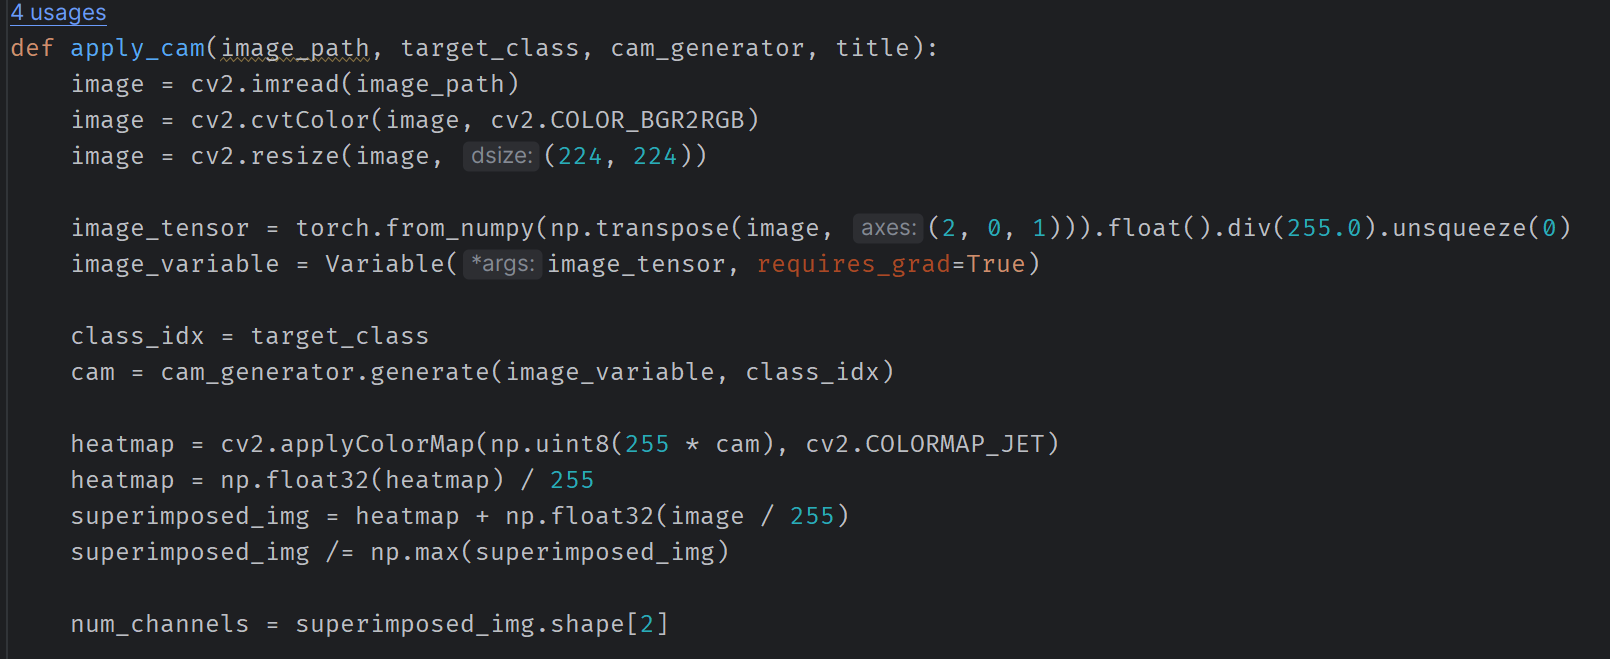 4 usages
def apply_cam(image_path, target_class, cam_generator, title):
    image = cv2.imread(image_path)
    image = cv2.cvtColor(image, cv2.COLOR_BGR2RGB)
    image = cv2.resize(image, dsize: (224, 224))

    image_tensor = torch.from_numpy(np.transpose(image, axes: (2, 0, 1))).float().div(255.0).unsqueeze(0)
    image_variable = Variable( *args: image_tensor, requires_grad=True)

    class_idx = target_class
    cam = cam_generator.generate(image_variable, class_idx)

    heatmap = cv2.applyColorMap(np.uint8(255 * cam), cv2.COLORMAP_JET)
    heatmap = np.float32(heatmap) / 255
    superimposed_img = heatmap + np.float32(image / 255)
    superimposed_img /= np.max(superimposed_img)

    num_channels = superimposed_img.shape[2]